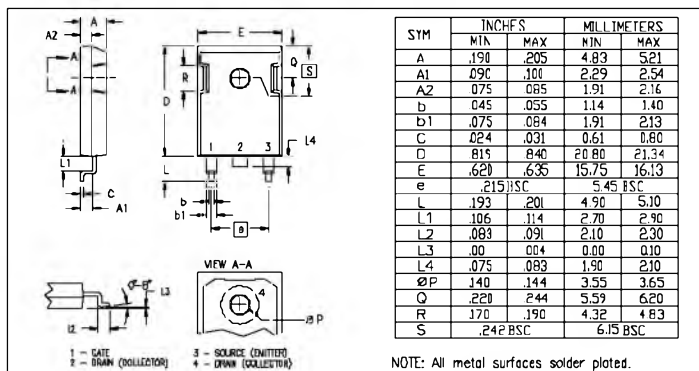 A
A2
A
A
L1
C
A1
E
Q
S
R
D
L4
1 2 3
L
b
b1
e
VIEW A-A
4
Ø P
L3
l2
1 - GATE
2 - DRAIN (COLLECTOR)
3 - SOURCE (EMITTER)
4 - DRAIN (COLLECTOR)
SYM INCHES MILLIMETERS
MIN MAX MIN MAX
A .190 .205 4.83 5.21
A1 .090 .100 2.29 2.54
A2 .075 .085 1.91 2.16
b .045 .055 1.14 1.40
b1 .075 .084 1.91 2.13
C .024 .031 0.61 0.80
D .819 .840 20.80 21.34
E .620 .635 15.75 16.13
e .215 BSC 5.45 BSC
L .193 .201 4.90 5.10
L1 .106 .114 2.70 2.90
L2 .083 .091 2.10 2.30
L3 .00 .004 0.00 0.10
L4 .075 .083 1.90 2.10
ØP .140 .144 3.55 3.65
Q .220 .244 5.59 6.20
R .170 .190 4.32 4.83
S .242 BSC 6.15 BSC
NOTE: All metal surfaces solder plated.